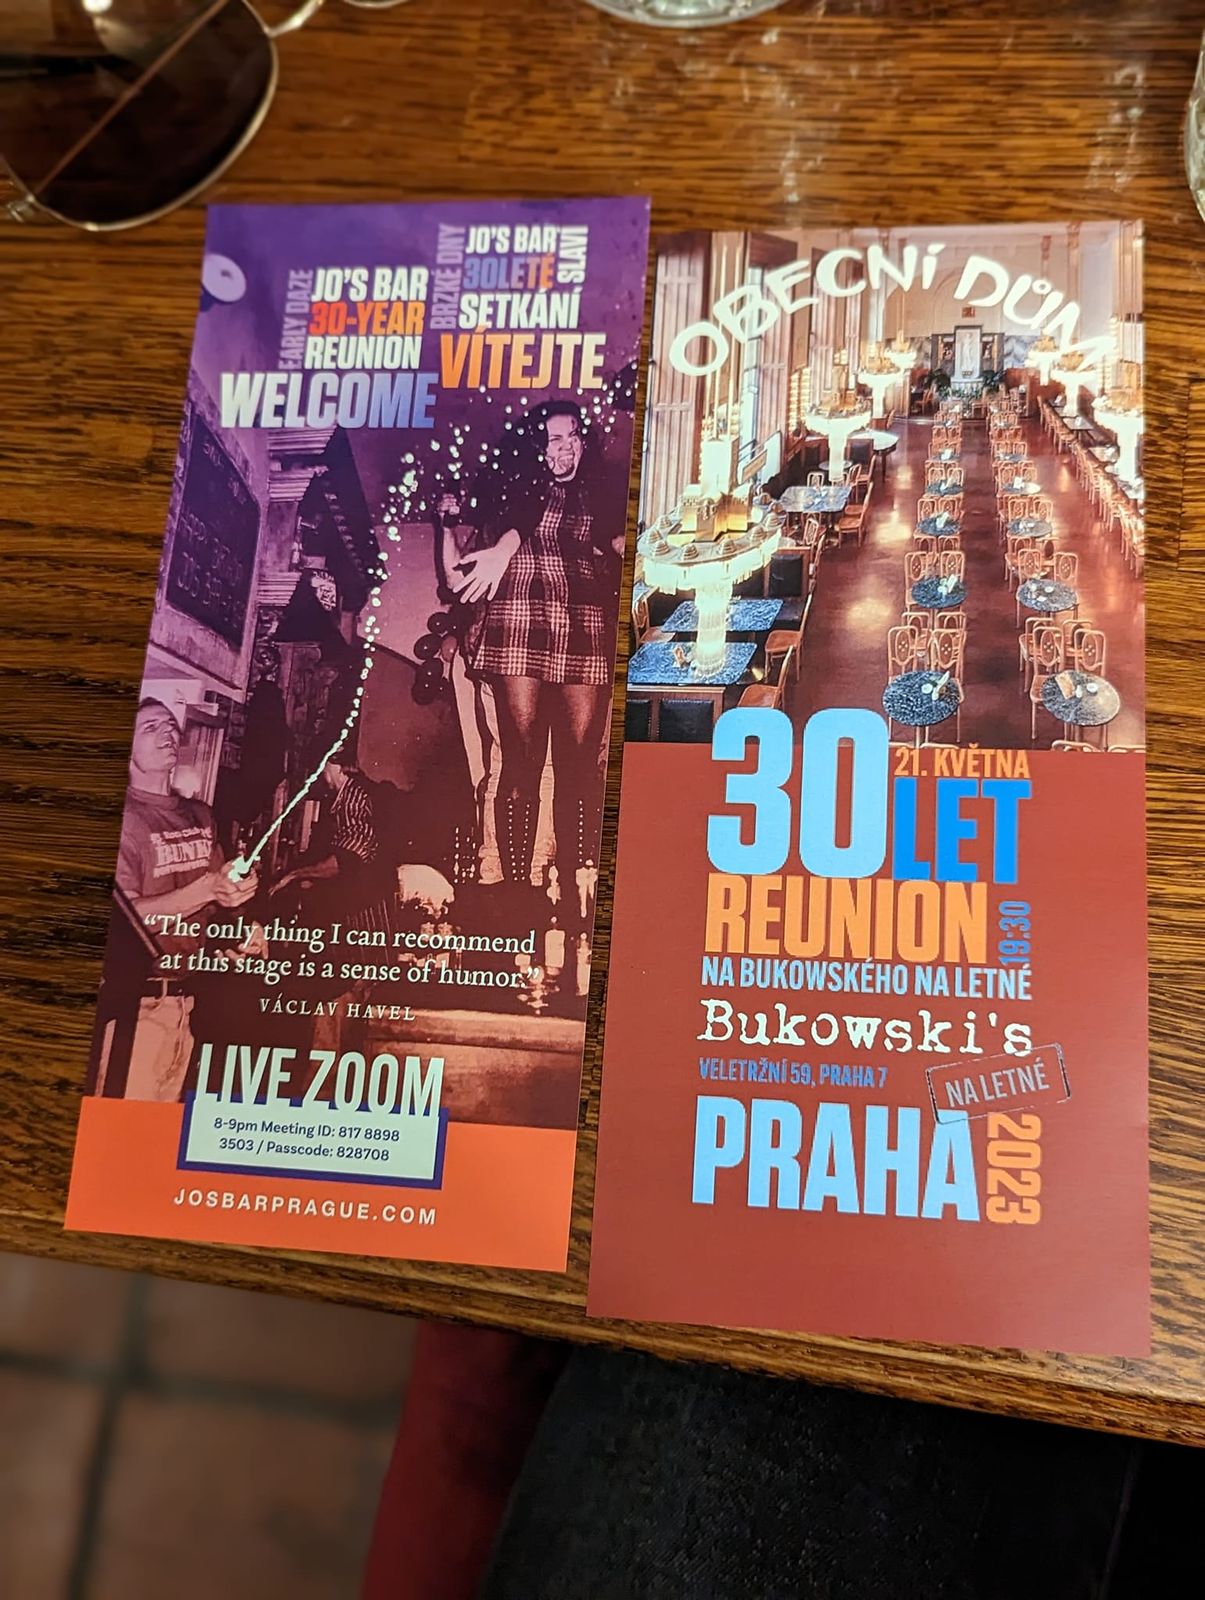 EARLY DAZE
JO'S BAR
30-YEAR
REUNION
WELCOME
BRZKÉ DNY
JO'S BAR
30LETÉ
SLAVÍ
SETKÁNÍ
VÍTEJTE
“The only thing I can recommend
at this stage is a sense of humor.”
VÁCLAV HAVEL
LIVE ZOOM
8-9pm Meeting ID: 817 8898
3503 / Passcode: 828708
JOSBARPRAGUE.COM
OBECNÍ DŮM
30
21. KVĚTNA
LET
REUNION
19:30
NA BUKOWSKÉHO NA LETNÉ
Bukowski's
VELETRŽNÍ 59, PRAHA 7
NA LETNÉ
PRAHA
2023